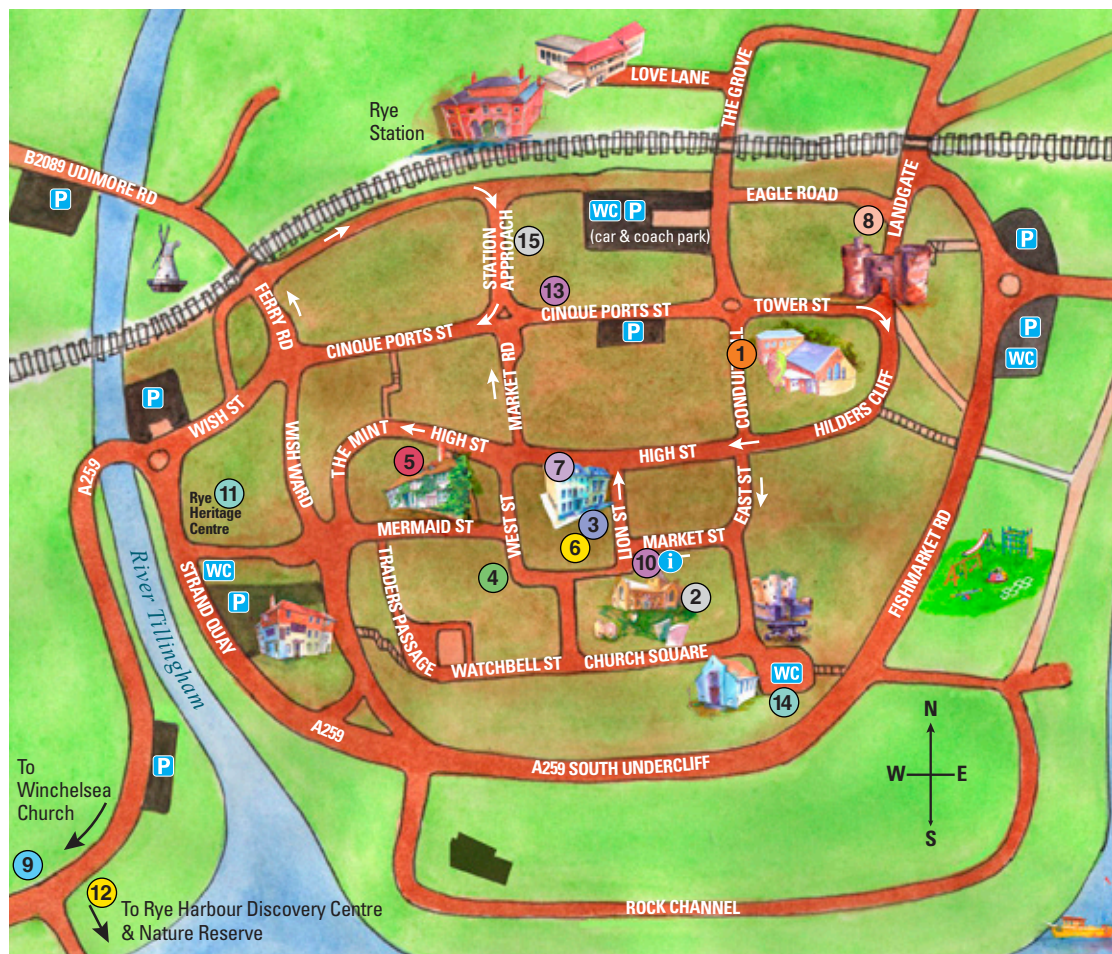 LOVE LANE
THE GROVE
Rye
Station
B2089 UDIMORE RD
P
WC P
(car & coach park)
EAGLE ROAD
LANDGATE
8
P
STATION
APPROACH
15
13
FERRY RD
CINQUE PORTS ST
CINQUE PORTS ST
TOWER ST
P
P
WC
MARKET RD
1
HILDERS CLIFF
P
WISH ST
WISH WARD
THE MINT
HIGH ST
HIGH ST
5
7
A259
Rye
Heritage
Centre
11
MERMAID ST
WEST ST
3
6
LION ST
EAST ST
MARKET ST
10
i
FISHMARKET RD
River Tillingham
STRAND QUAY
WC
P
TRADERS PASSAGE
4
2
WATCHBELL ST
CHURCH SQUARE
WC
14
A259
A259 SOUTH UNDERCLIFF
N
W
E
S
P
To
Winchelsea
Church
9
12
To Rye Harbour Discovery Centre
& Nature Reserve
ROCK CHANNEL